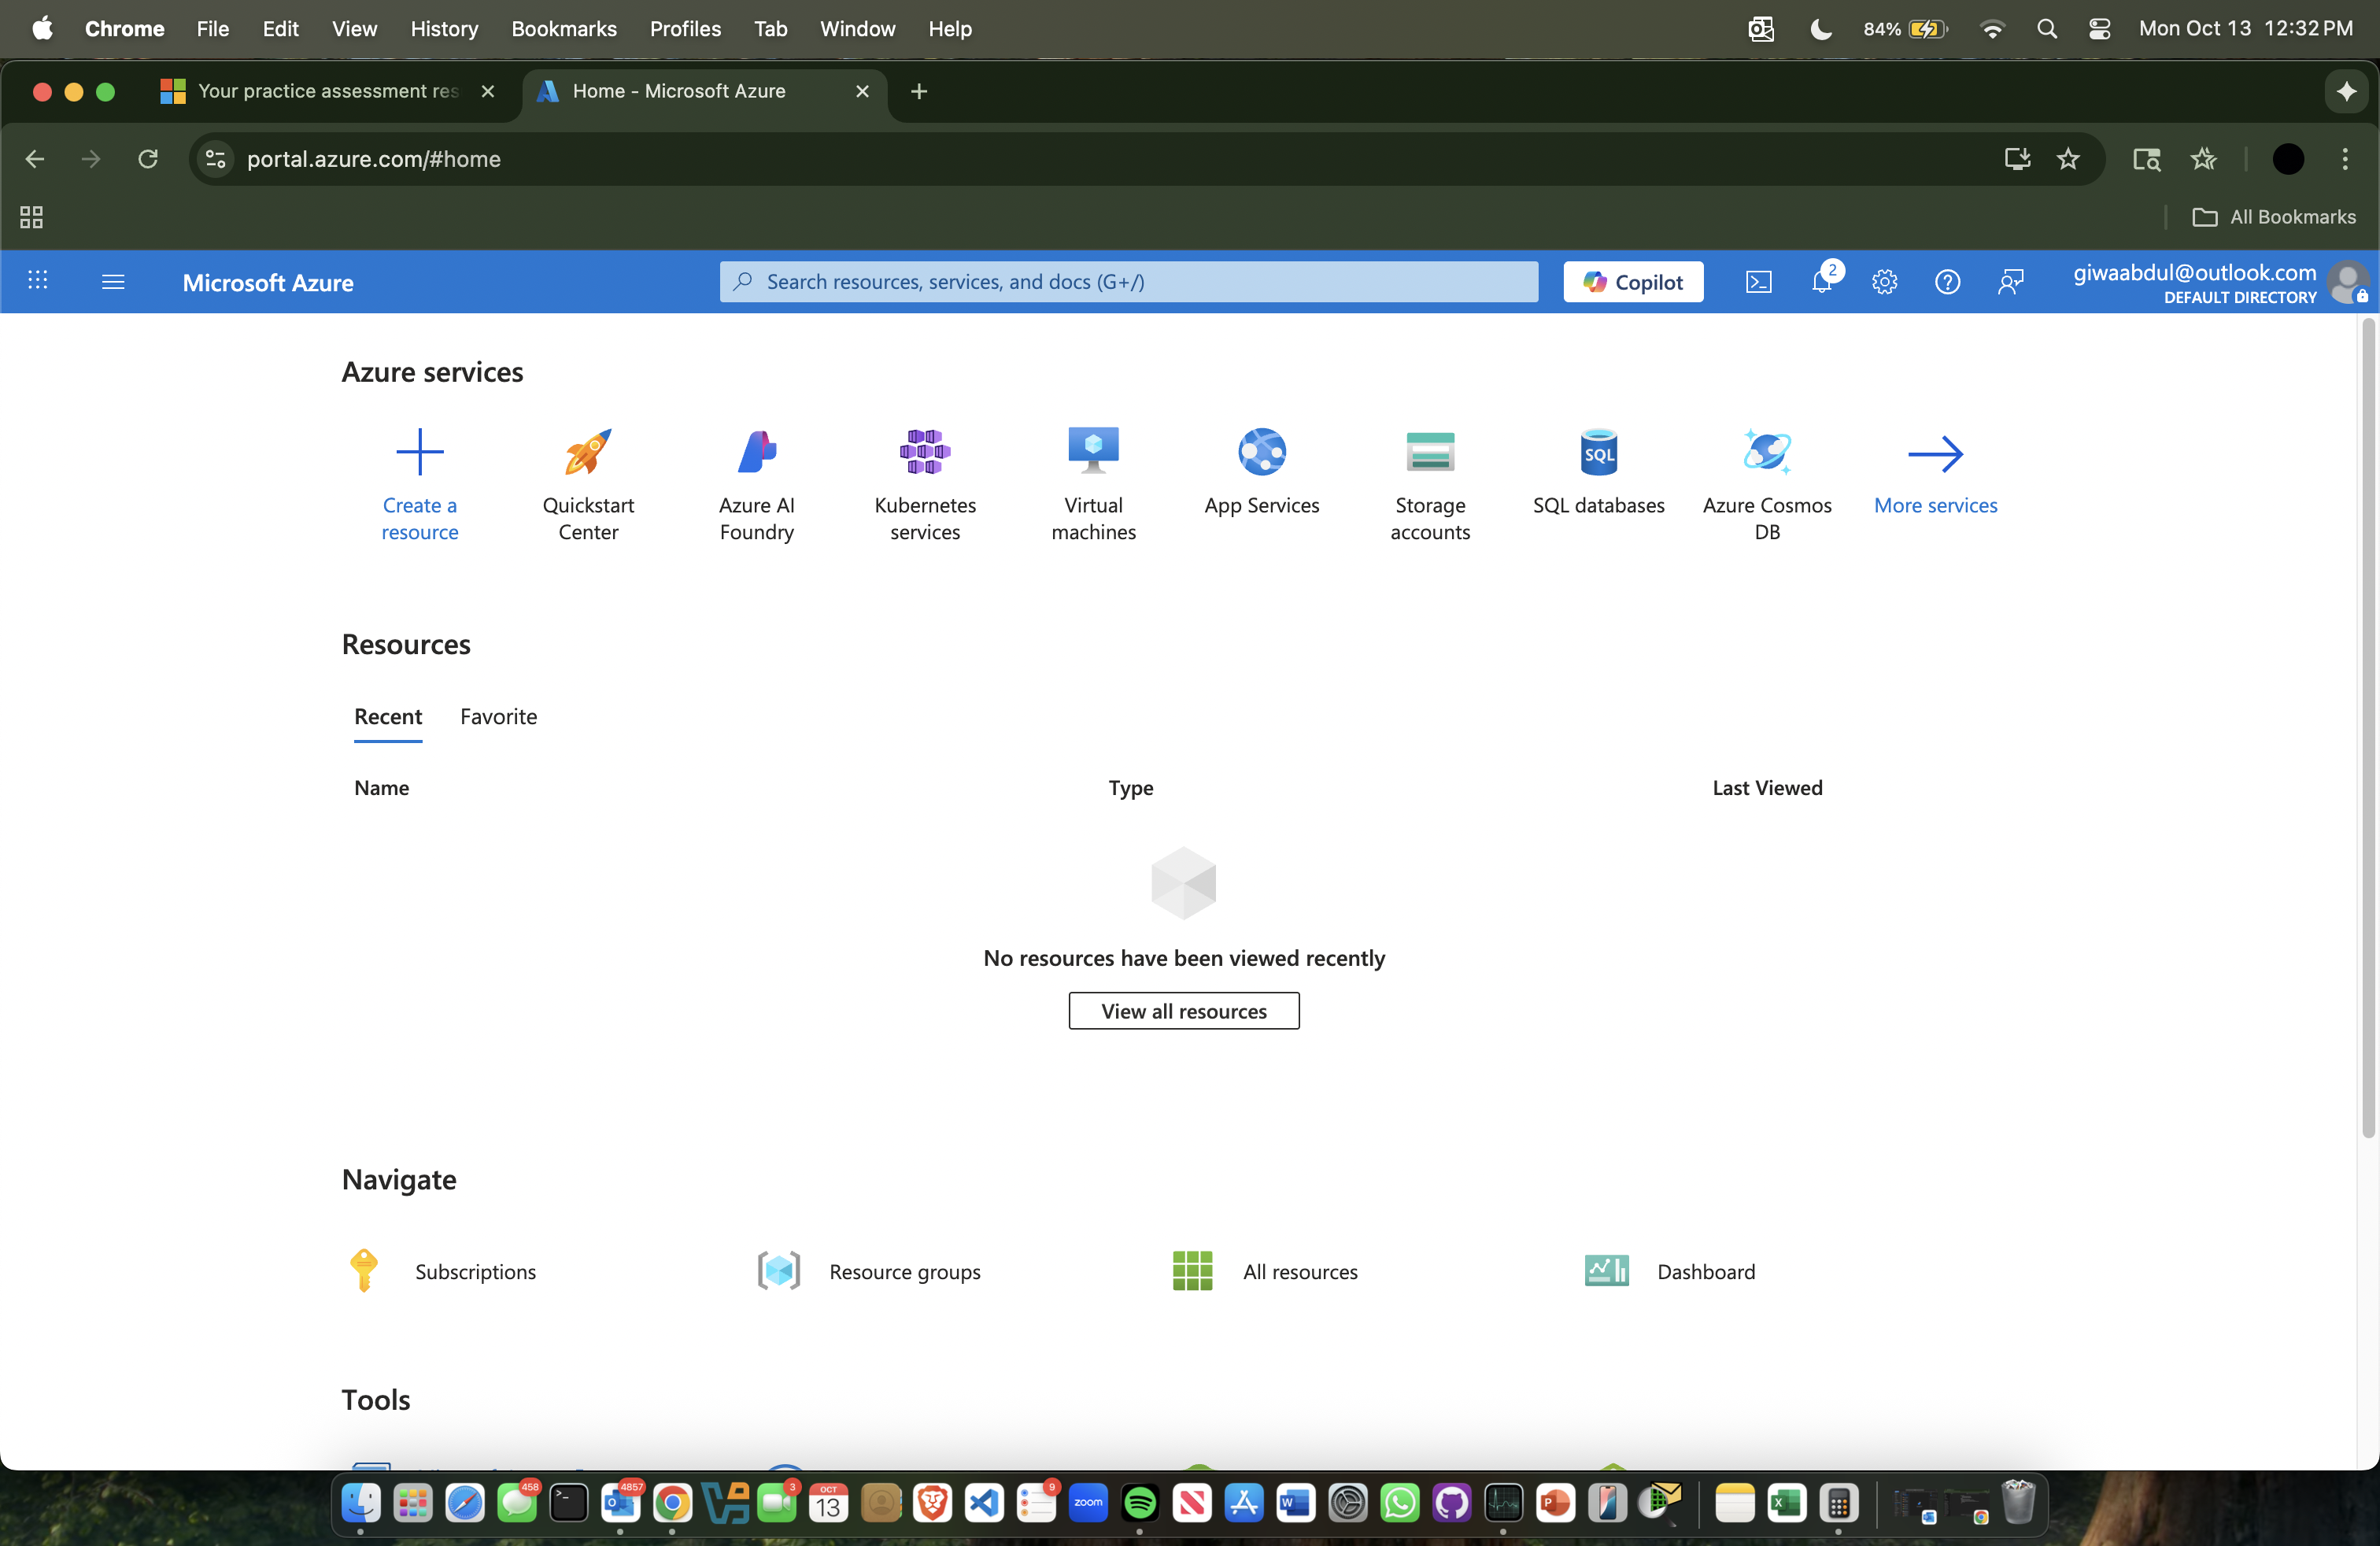 Chrome File Edit View History Bookmarks Profiles Tab Window Help 84% Mon Oct 13 12:32 PM
Your practice assessment res
Home - Microsoft Azure
portal.azure.com/#home
All Bookmarks
Microsoft Azure
Search resources, services, and docs (G+/)
Copilot
2
giwaabdul@outlook.com
DEFAULT DIRECTORY
Azure services
Create a
resource
Quickstart
Center
Azure AI
Foundry
Kubernetes
services
Virtual
machines
App Services
Storage
accounts
SQL
SQL databases
Azure Cosmos
DB
More services
Resources
Recent Favorite
Name Type Last Viewed
No resources have been viewed recently
View all resources
Navigate
Subscriptions Resource groups All resources Dashboard
Tools
458
4857
3
OCT
13
9
zoom